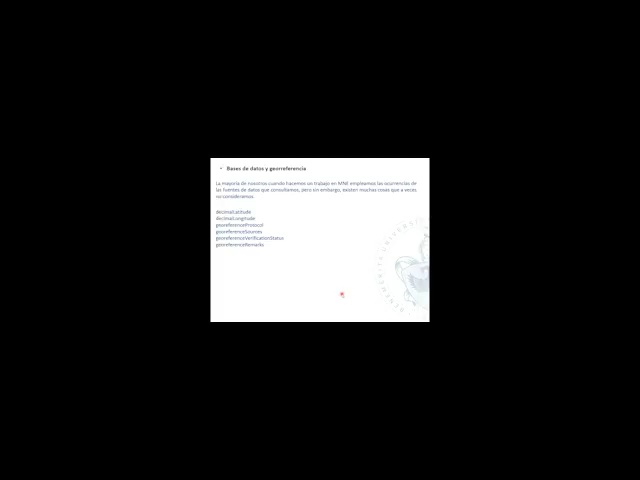 • Bases de datos y georreferencia
La mayoría de nosotros cuando hacemos un trabajo en MNE empleamos las ocurrencias de
las fuentes de datos que consultamos, pero sin embargo, existen muchas cosas que a veces
no consideramos.
decimalLatitude
decimalLongitude
georeferenceProtocol
georeferenceSources
georeferenceVerificationStatus
georeferenceRemarks